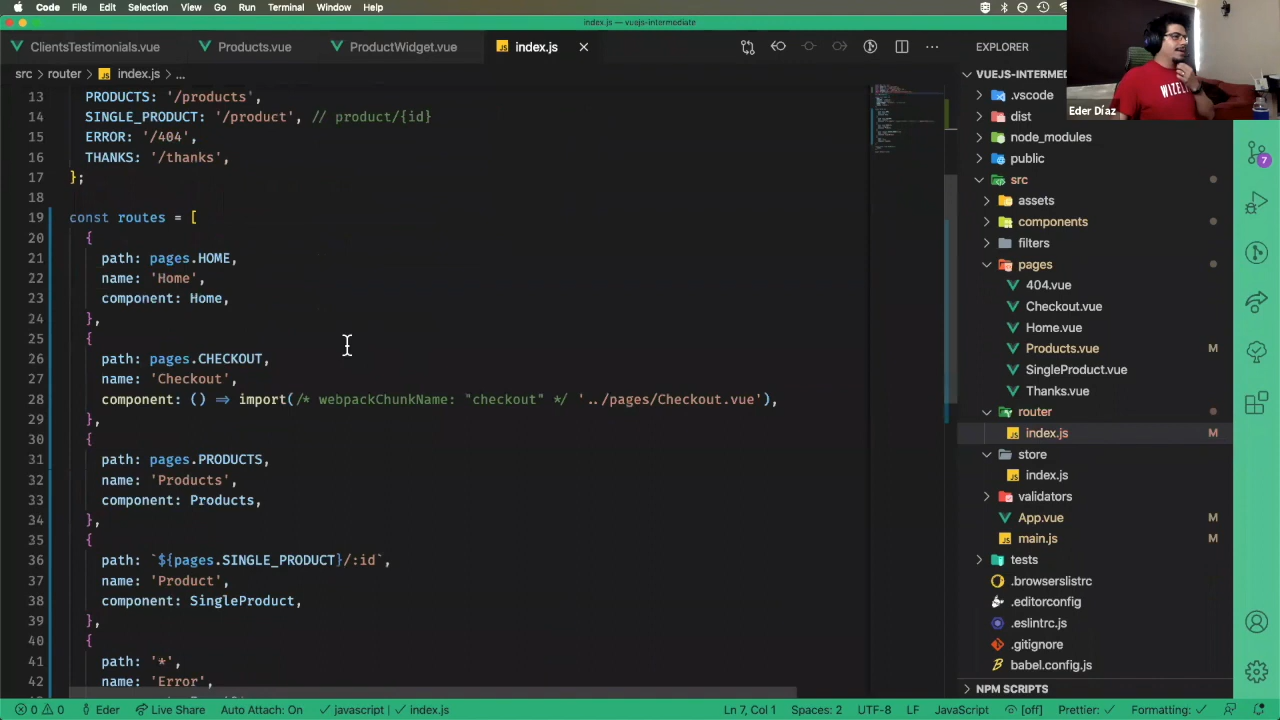 Code File Edit Selection View Go Run Terminal Window Help
index.js — vuejs-intermediate
ClientsTestimonials.vue Products.vue ProductWidget.vue index.js
src > router > index.js > ...
13 PRODUCTS: '/products',
14 SINGLE_PRODUCT: '/product', // product/{id}
15 ERROR: '/404',
16 THANKS: '/thanks',
17 };
18
19 const routes = [
20 {
21 path: pages.HOME,
22 name: 'Home',
23 component: Home,
24 },
25 {
26 path: pages.CHECKOUT,
27 name: 'Checkout',
28 component: () => import(/* webpackChunkName: "checkout" */ '../pages/Checkout.vue'),
29 },
30 {
31 path: pages.PRODUCTS,
32 name: 'Products',
33 component: Products,
34 },
35 {
36 path: `${pages.SINGLE_PRODUCT}/:id`,
37 name: 'Product',
38 component: SingleProduct,
39 },
40 {
41 path: '*',
42 name: 'Error',
EXPLORER
VUEJS-INTERM
.vscode
dist
node_modules
public
src
assets
components
filters
pages
404.vue
Checkout.vue
Home.vue
Products.vue M
SingleProduct.vue
Thanks.vue
router
index.js M
store
index.js
validators
App.vue M
main.js M
tests
.browserslistrc
.editorconfig
.eslintrc.js
.gitignore
babel.config.js
NPM SCRIPTS
Eder Díaz
WIZEL
7
0 0 Eder Live Share Auto Attach: On javascript index.js Ln 7, Col 1 Spaces: 2 UTF-8 LF JavaScript [off] Prettier: Formatting: